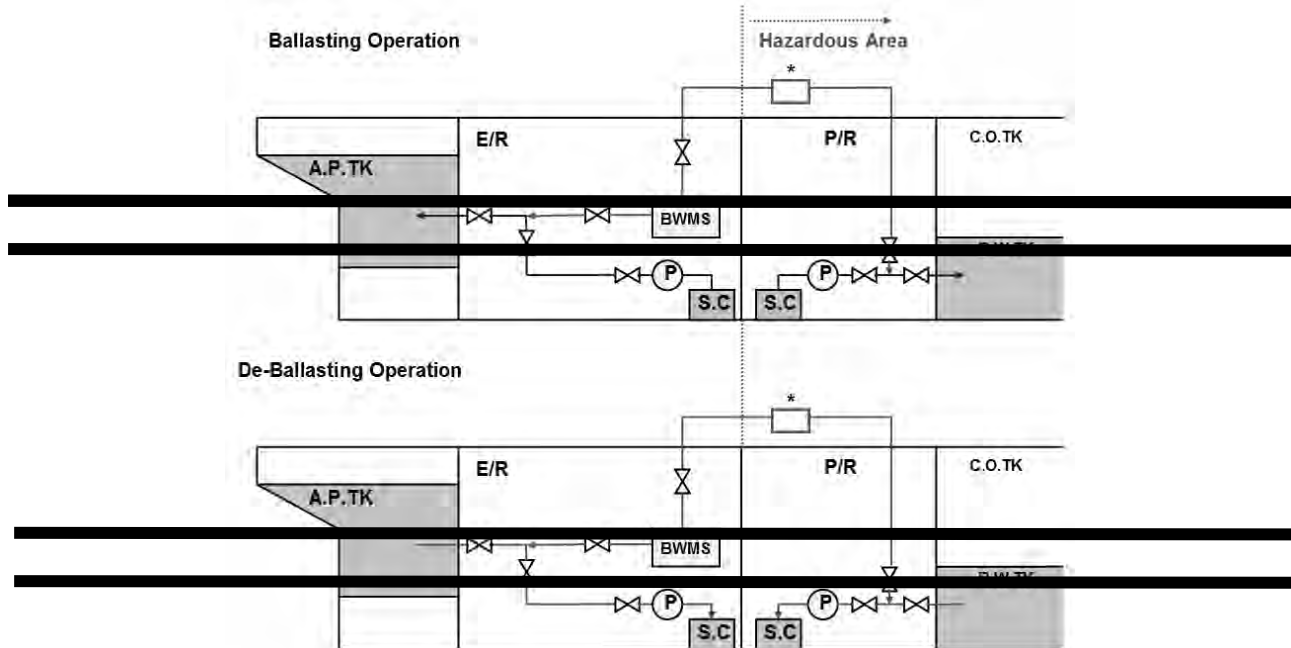 Ballasting Operation
Hazardous Area
*
E/R
P/R
C.O.TK
A.P.TK
BWMS
P
P
S.C
S.C
De-Ballasting Operation
*
E/R
P/R
C.O.TK
A.P.TK
BWMS
P
P
S.C
S.C